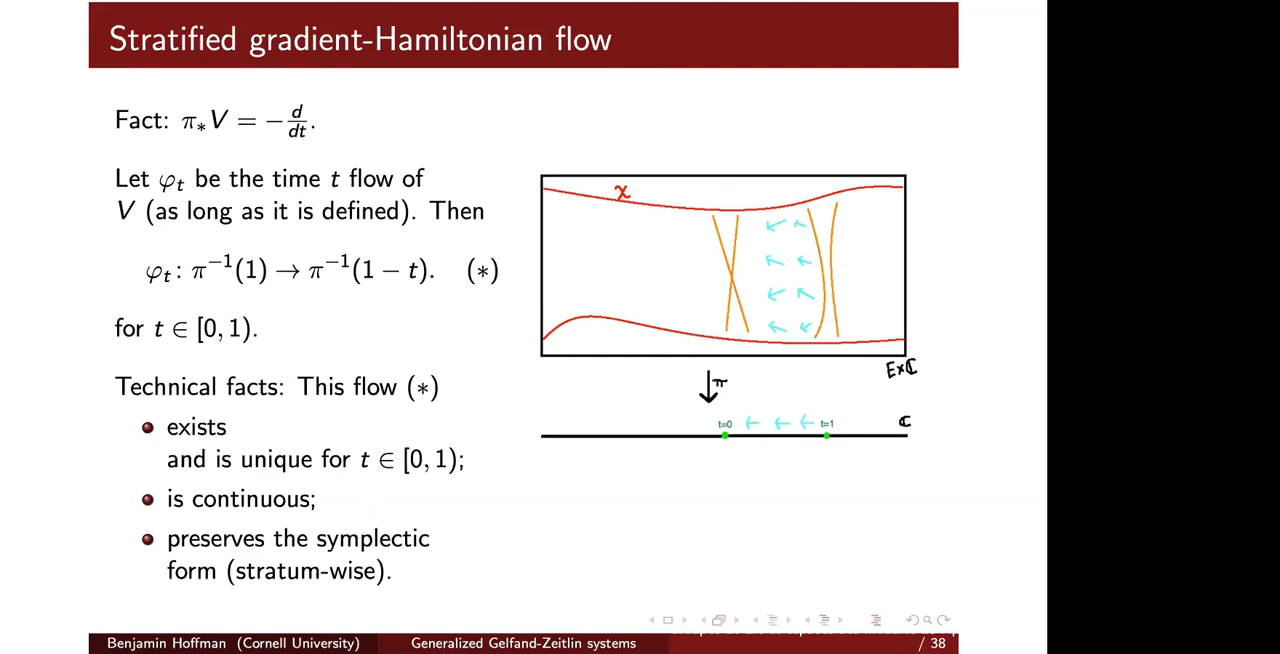 Stratified gradient-Hamiltonian flow
Fact: π∗V = −d/dt.
Let φₜ be the time t flow of
V (as long as it is defined). Then
φₜ: π⁻¹(1) → π⁻¹(1 − t). (∗)
for t ∈ [0, 1).
Technical facts: This flow (∗)
exists
and is unique for t ∈ [0, 1);
is continuous;
preserves the symplectic
form (stratum-wise).
X
E×ℂ
π
t=0
t=1
ℂ
Benjamin Hoffman (Cornell University)
Generalized Gelfand-Zeitlin systems
/ 38